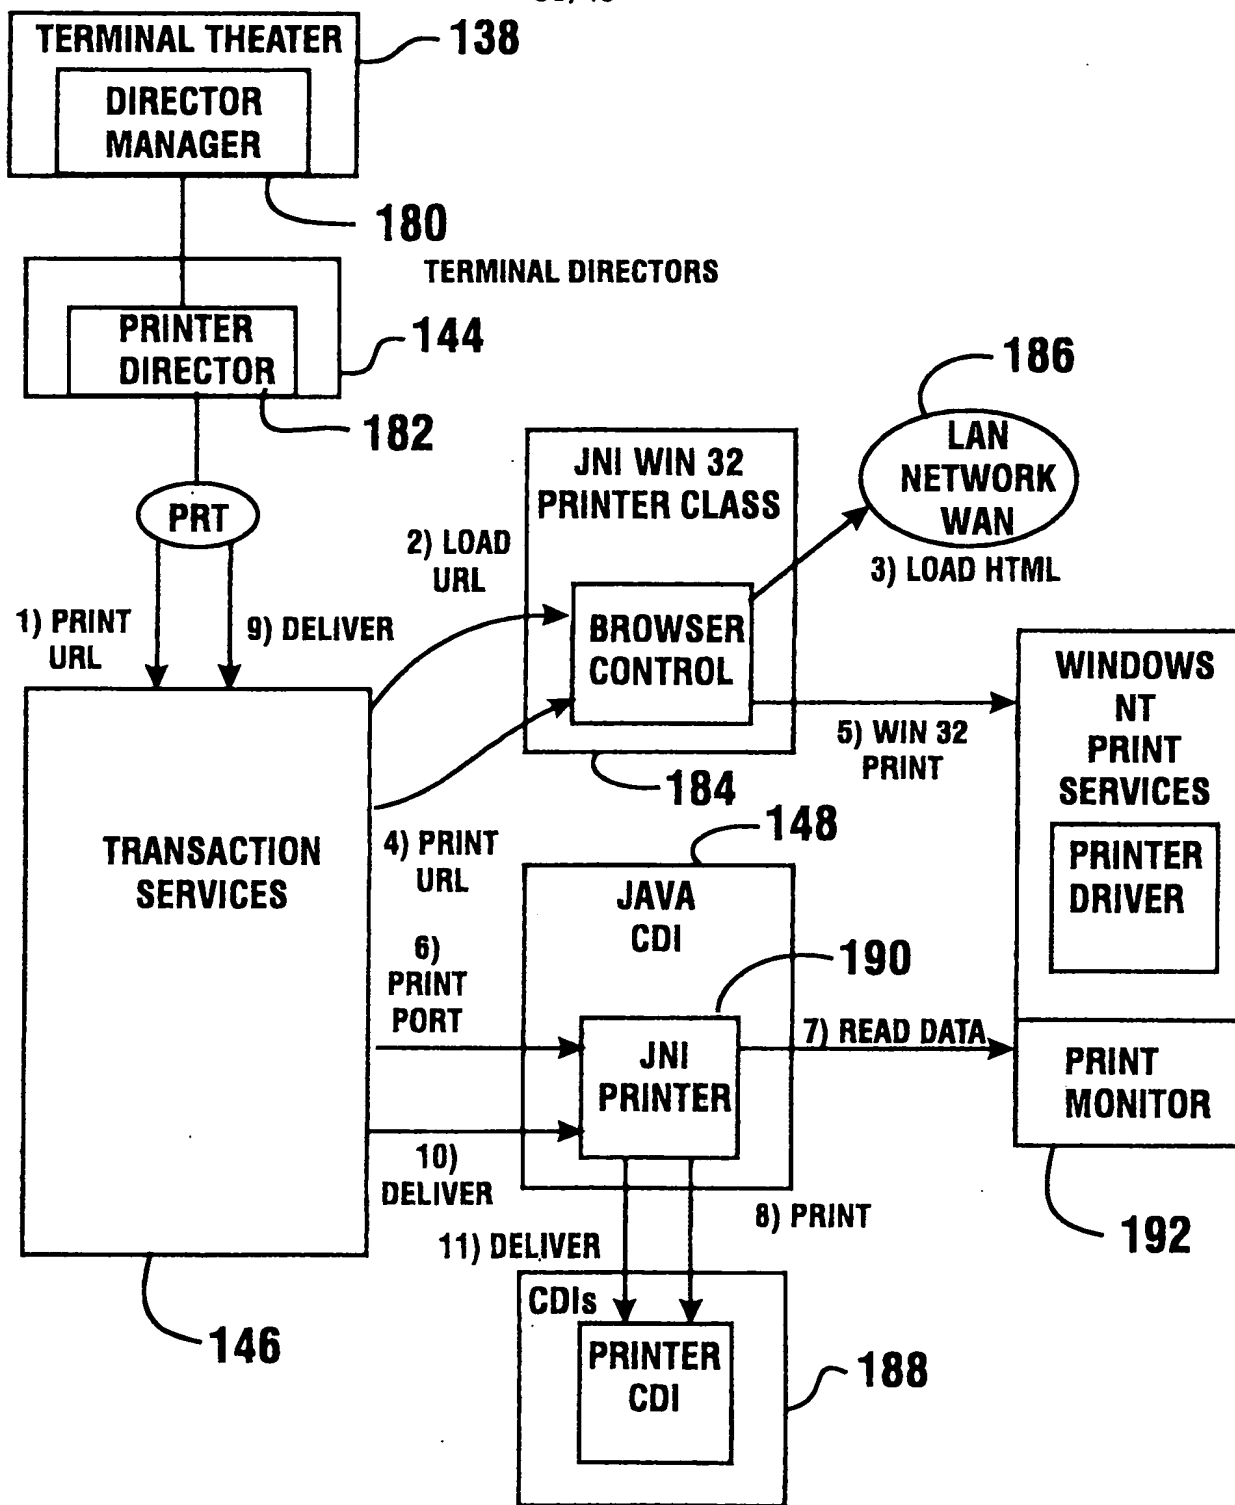 TERMINAL THEATER
138
DIRECTOR
MANAGER
180
TERMINAL DIRECTORS
PRINTER
DIRECTOR
144
182
186
LAN
NETWORK
WAN
JNI WIN 32
PRINTER CLASS
PRT
2) LOAD
URL
3) LOAD HTML
1) PRINT
URL
9) DELIVER
BROWSER
CONTROL
WINDOWS
NT
PRINT
SERVICES
5) WIN 32
PRINT
184
148
TRANSACTION
SERVICES
4) PRINT
URL
PRINTER
DRIVER
JAVA
CDI
6)
PRINT
PORT
190
7) READ DATA
JNI
PRINTER
PRINT
MONITOR
10)
DELIVER
8) PRINT
192
11) DELIVER
CDIs
146
PRINTER
CDI
188